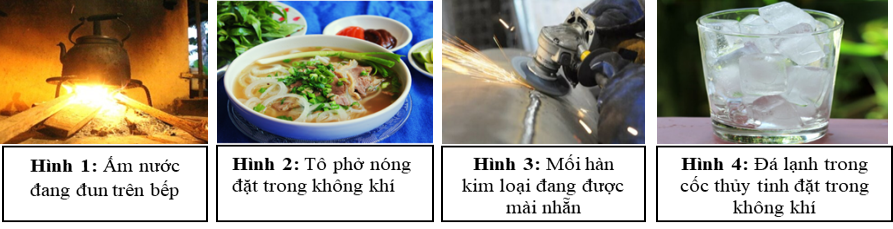 Hình 1: Ấm nước
đang đun trên bếp
Hình 2: Tô phở nóng
đặt trong không khí
Hình 3: Mối hàn
kim loại đang được
mài nhẵn
Hình 4: Đá lạnh trong
cốc thủy tinh đặt trong
không khí